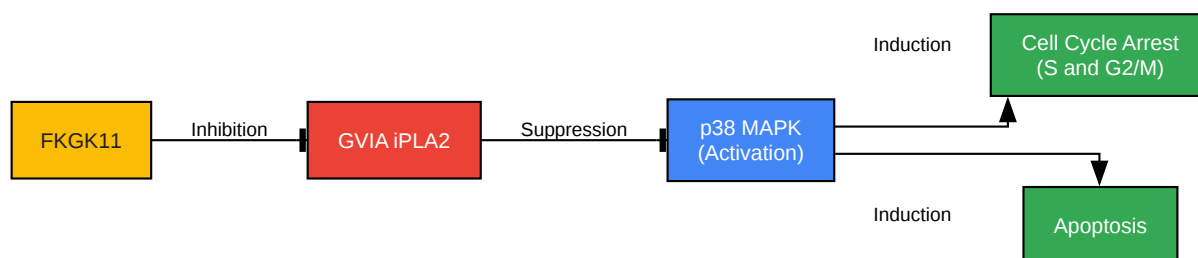 Induction
Cell Cycle Arrest
(S and G2/M)
FKGK11
Inhibition
GVIA iPLA2
Suppression
p38 MAPK
(Activation)
Induction
Apoptosis